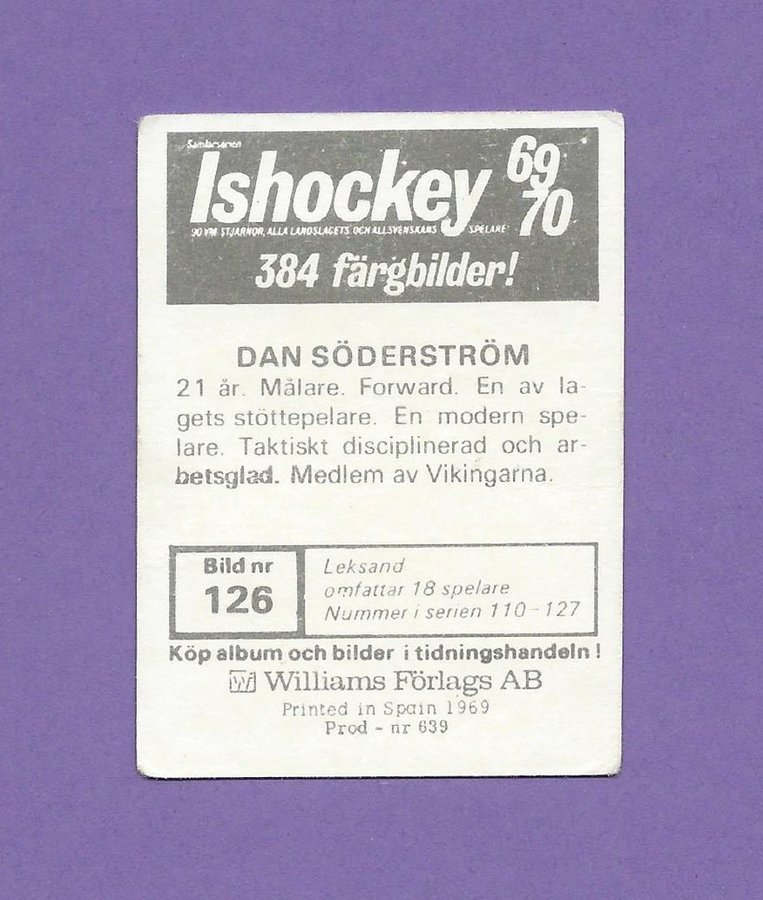 Samlarserien
Ishockey 69 70
90 VM STJÄRNOR, ALLA LANDSLAGETS OCH ALLSVENSKANS SPELARE
384 färgbilder!
DAN SÖDERSTRÖM
21 år. Målare. Forward. En av la-
gets stöttepelare. En modern spe-
lare. Taktiskt disciplinerad och ar-
betsglad. Medlem av Vikingarna.
Bild nr
126
Leksand
omfattar 18 spelare
Nummer i serien 110-127
Köp album och bilder i tidningshandeln!
W Williams Förlags AB
Printed in Spain 1969
Prod - nr 639